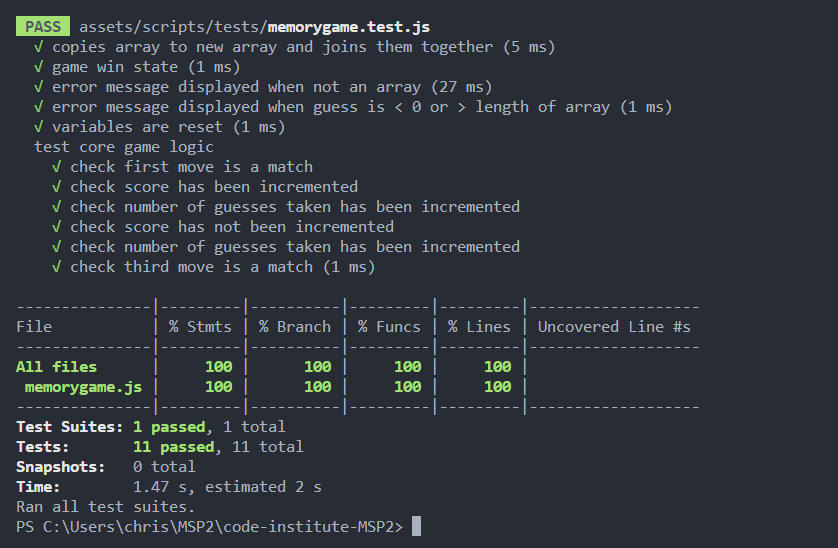 PASS assets/scripts/tests/memorygame.test.js
√ copies array to new array and joins them together (5 ms)
√ game win state (1 ms)
√ error message displayed when not an array (27 ms)
√ error message displayed when guess is < 0 or > length of array (1 ms)
√ variables are reset (1 ms)
test core game logic
√ check first move is a match
√ check score has been incremented
√ check number of guesses taken has been incremented
√ check score has not been incremented
√ check number of guesses taken has been incremented
√ check third move is a match (1 ms)
---------------|---------|----------|---------|---------|-------------------
File           | % Stmts | % Branch | % Funcs | % Lines | Uncovered Line #s
---------------|---------|----------|---------|---------|-------------------
All files      |     100 |      100 |     100 |     100 |
 memorygame.js |     100 |      100 |     100 |     100 |
---------------|---------|----------|---------|---------|-------------------
Test Suites: 1 passed, 1 total
Tests:       11 passed, 11 total
Snapshots:   0 total
Time:        1.47 s, estimated 2 s
Ran all test suites.
PS C:\Users\chris\MSP2\code-institute-MSP2>